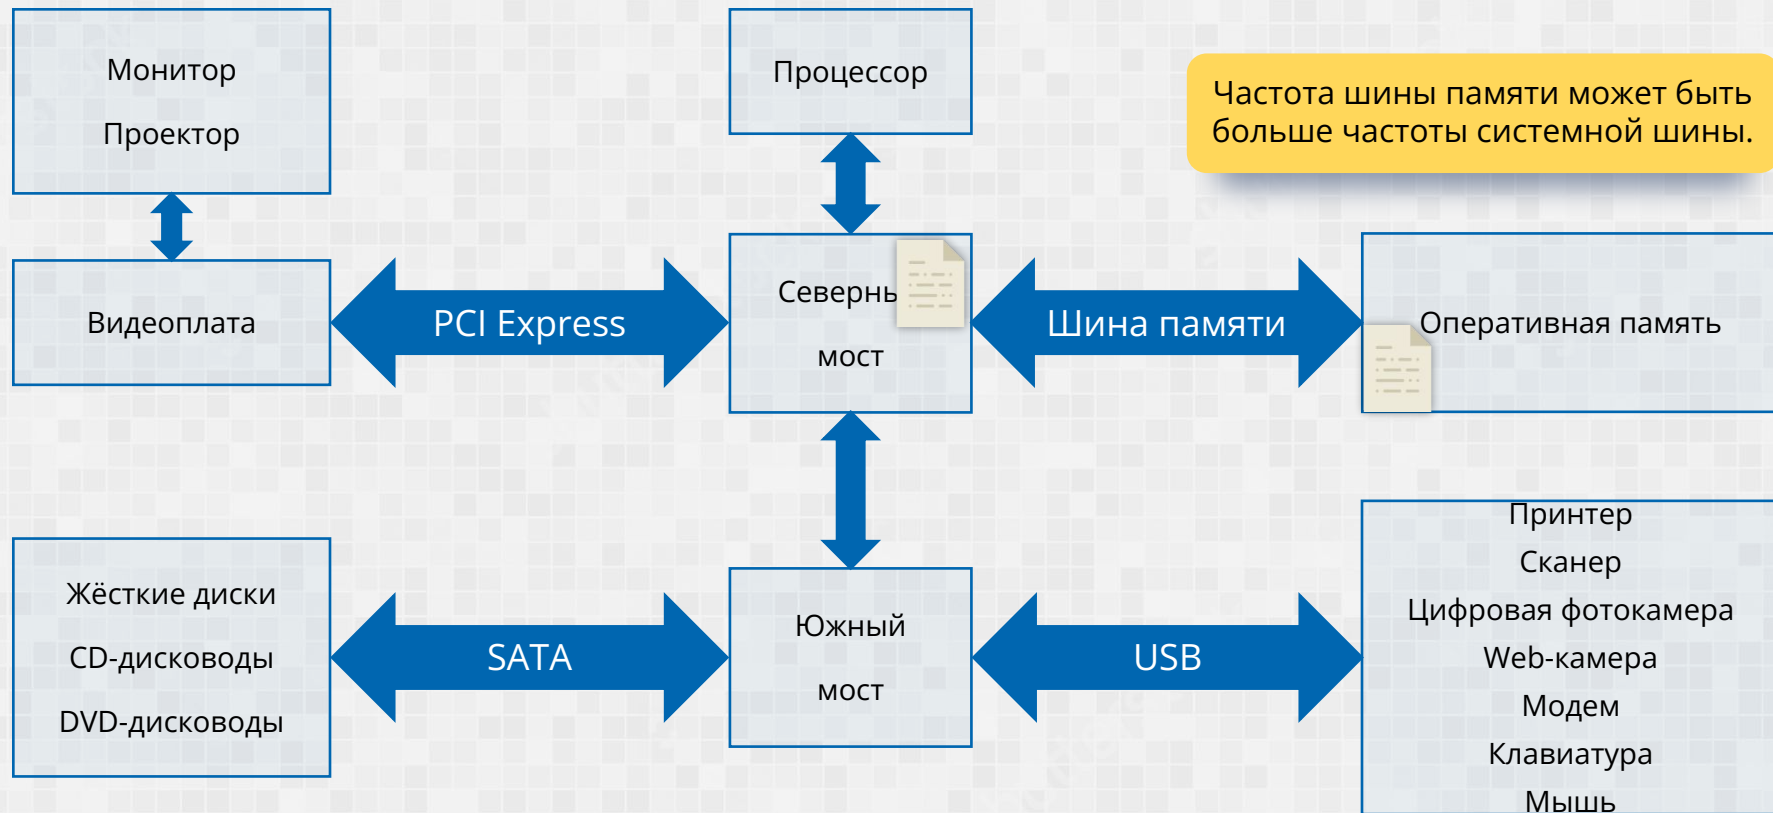 Монитор
Проектор
Процессор
Частота шины памяти может быть
больше частоты системной шины.
Видеоплата
PCI Express
Северны
мост
Шина памяти
Оперативная память
Жёсткие диски
CD-дисководы
DVD-дисководы
SATA
Южный
мост
USB
Принтер
Сканер
Цифровая фотокамера
Web-камера
Модем
Клавиатура
Мышь